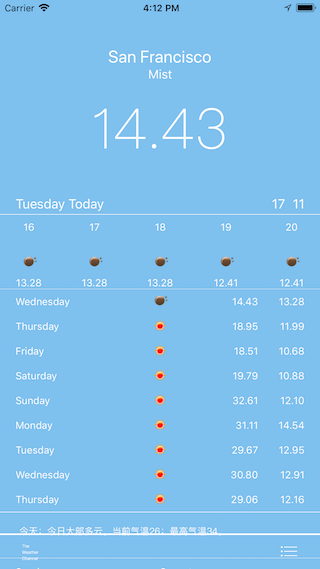 Carrier 4:12 PM
San Francisco
Mist
14.43
Tuesday Today 17 11
16 17 18 19 20
13.28 13.28 13.28 12.41 12.41
Wednesday 14.43 13.28
Thursday 18.95 11.99
Friday 18.51 10.68
Saturday 19.79 10.88
Sunday 32.61 12.10
Monday 31.11 14.54
Tuesday 29.67 12.95
Wednesday 30.80 12.91
Thursday 29.06 12.16
今天：今日大部多云，当前气温26；最高气温34。
The
Weather
Channel